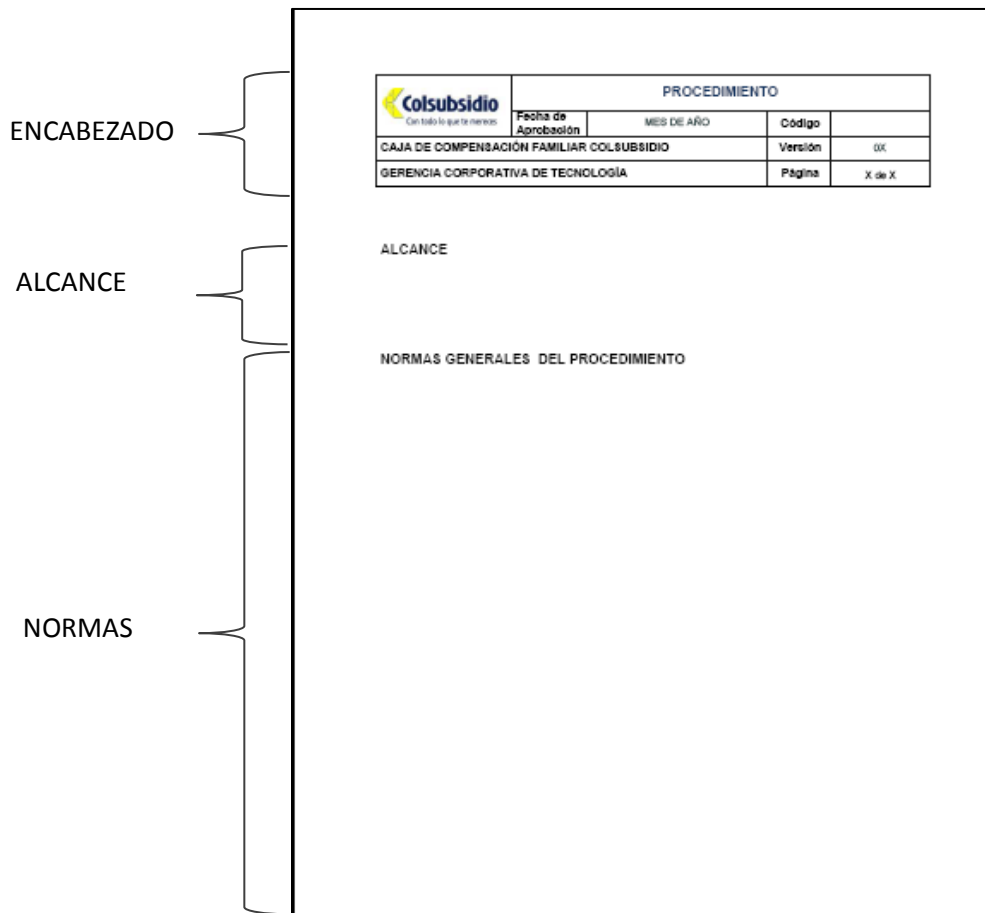 ENCABEZADO
Colsubsidio
Con todo lo que te mereces
PROCEDIMIENTO
Fecha de
Aprobación
MES DE AÑO
Código
CAJA DE COMPENSACIÓN FAMILIAR COLSUBSIDIO
Versión
0X
GERENCIA CORPORATIVA DE TECNOLOGÍA
Página
X de X
ALCANCE
ALCANCE
NORMAS GENERALES DEL PROCEDIMIENTO
NORMAS